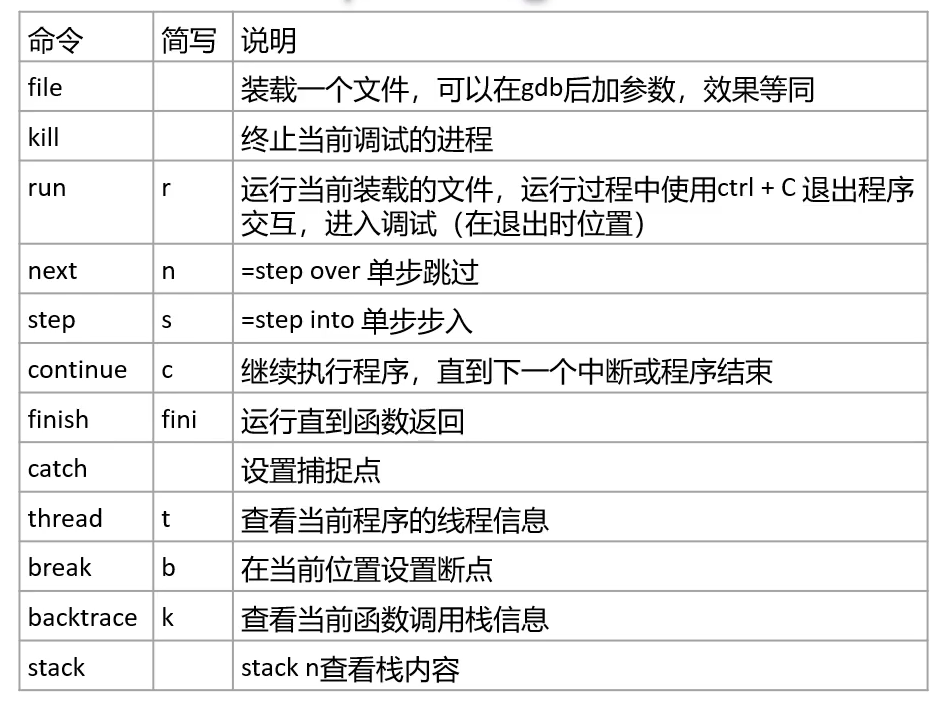 命令 简写 说明
file 装载一个文件，可以在gdb后加参数，效果等同
kill 终止当前调试的进程
run r 运行当前装载的文件，运行过程中使用ctrl + C 退出程序
交互，进入调试（在退出时位置）
next n =step over 单步跳过
step s =step into 单步步入
continue c 继续执行程序，直到下一个中断或程序结束
finish fini 运行直到函数返回
catch 设置捕捉点
thread t 查看当前程序的线程信息
break b 在当前位置设置断点
backtrace k 查看当前函数调用栈信息
stack stack n查看栈内容